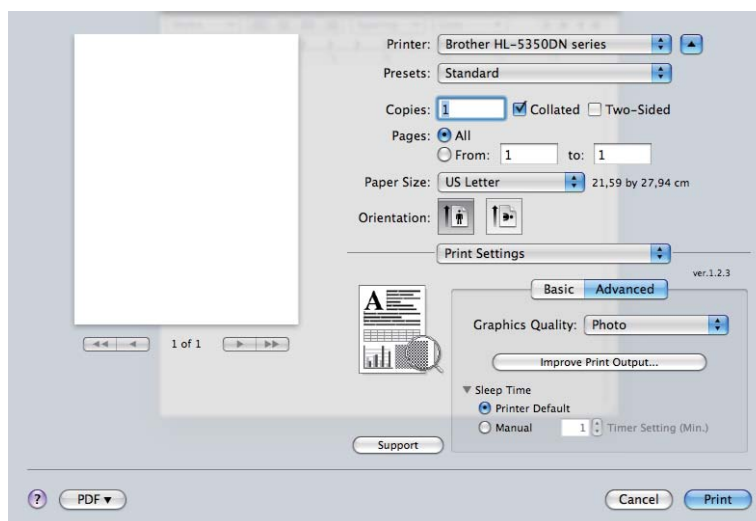 Printer: Brother HL-5350DN series
Presets: Standard
Copies: 1 Collated Two-Sided
Pages: All
From: 1 to: 1
Paper Size: US Letter 21,59 by 27,94 cm
Orientation:
Print Settings
ver.1.2.3
Basic Advanced
A
Graphics Quality: Photo
1 of 1
Improve Print Output...
Sleep Time
Printer Default
Manual 1 Timer Setting (Min.)
Support
? PDF Cancel Print